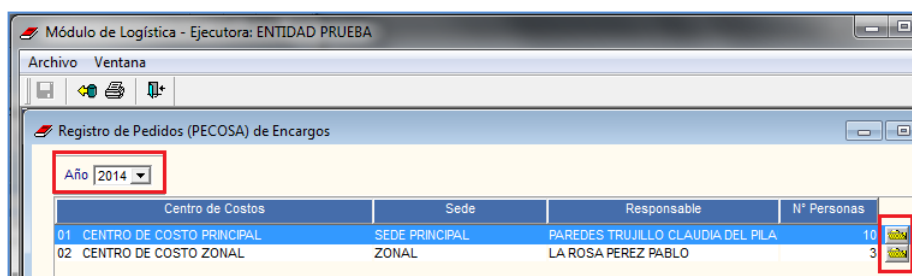 Módulo de Logística - Ejecutora: ENTIDAD PRUEBA
Archivo Ventana
Registro de Pedidos (PECOSA) de Encargos
Año 2014
Centro de Costos Sede Responsable N° Personas
01 CENTRO DE COSTO PRINCIPAL SEDE PRINCIPAL PAREDES TRUJILLO CLAUDIA DEL PILA 10
02 CENTRO DE COSTO ZONAL ZONAL LA ROSA PEREZ PABLO 3